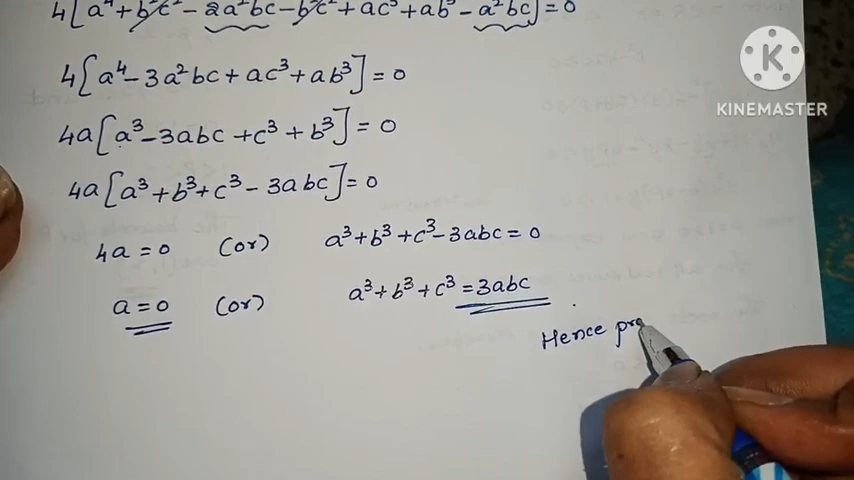 4[a⁴ + b²c² - 2a²bc - b²c² + ac³ + ab³ - a²bc] = 0
4[a⁴ - 3a²bc + ac³ + ab³] = 0
4a[a³ - 3abc + c³ + b³] = 0
4a[a³ + b³ + c³ - 3abc] = 0
4a = 0 (or) a³ + b³ + c³ - 3abc = 0
a = 0 (or) a³ + b³ + c³ = 3abc
Hence pro
KINEMASTER